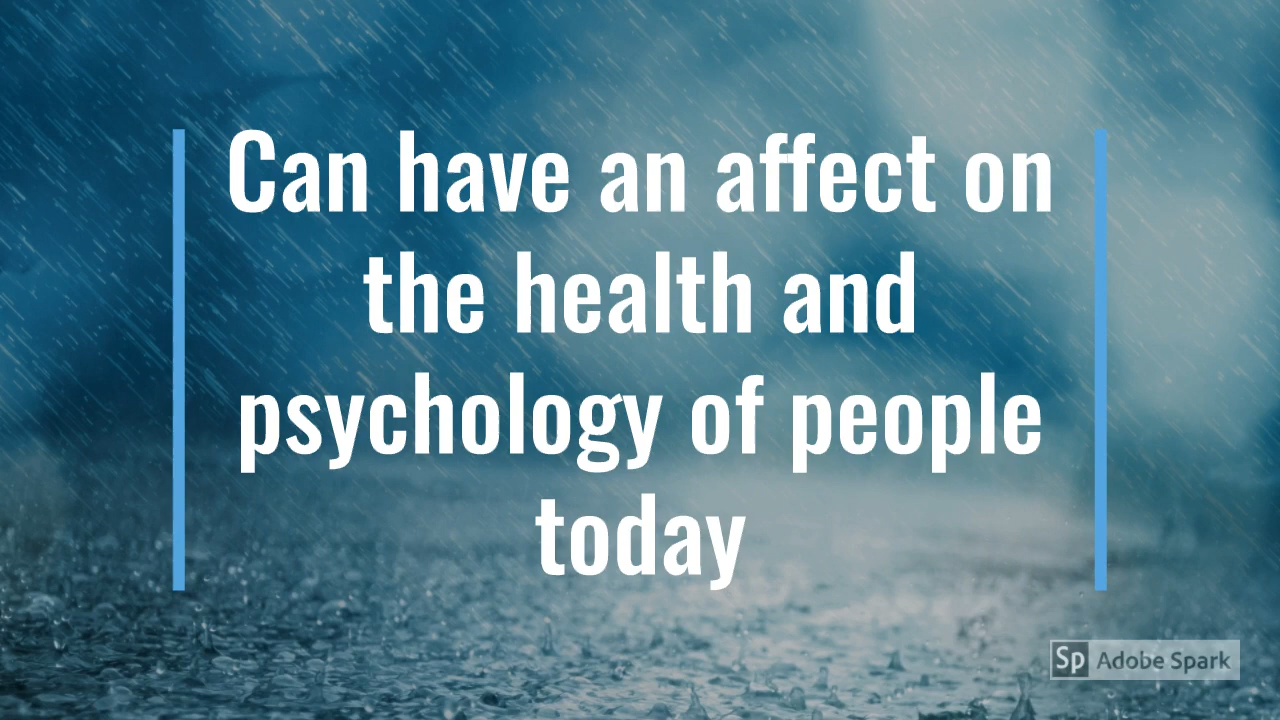 Can have an affect on
the health and
psychology of people
today
Sp Adobe Spark